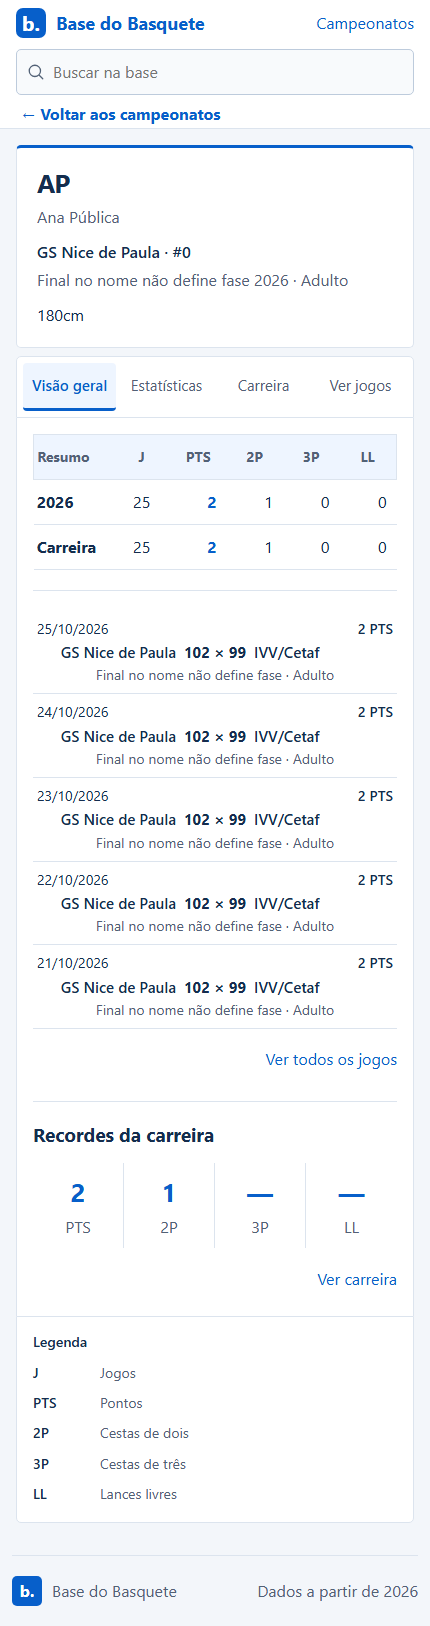 b. Base do Basquete Campeonatos
Buscar na base
← Voltar aos campeonatos
AP
Ana Pública
GS Nice de Paula · #0
Final no nome não define fase 2026 · Adulto
180cm
Visão geral Estatísticas Carreira Ver jogos
Resumo J PTS 2P 3P LL
2026 25 2 1 0 0
Carreira 25 2 1 0 0
25/10/2026 2 PTS
GS Nice de Paula 102 × 99 IVV/Cetaf
Final no nome não define fase · Adulto
24/10/2026 2 PTS
GS Nice de Paula 102 × 99 IVV/Cetaf
Final no nome não define fase · Adulto
23/10/2026 2 PTS
GS Nice de Paula 102 × 99 IVV/Cetaf
Final no nome não define fase · Adulto
22/10/2026 2 PTS
GS Nice de Paula 102 × 99 IVV/Cetaf
Final no nome não define fase · Adulto
21/10/2026 2 PTS
GS Nice de Paula 102 × 99 IVV/Cetaf
Final no nome não define fase · Adulto
Ver todos os jogos
Recordes da carreira
2 1 — —
PTS 2P 3P LL
Ver carreira
Legenda
J Jogos
PTS Pontos
2P Cestas de dois
3P Cestas de três
LL Lances livres
b. Base do Basquete Dados a partir de 2026